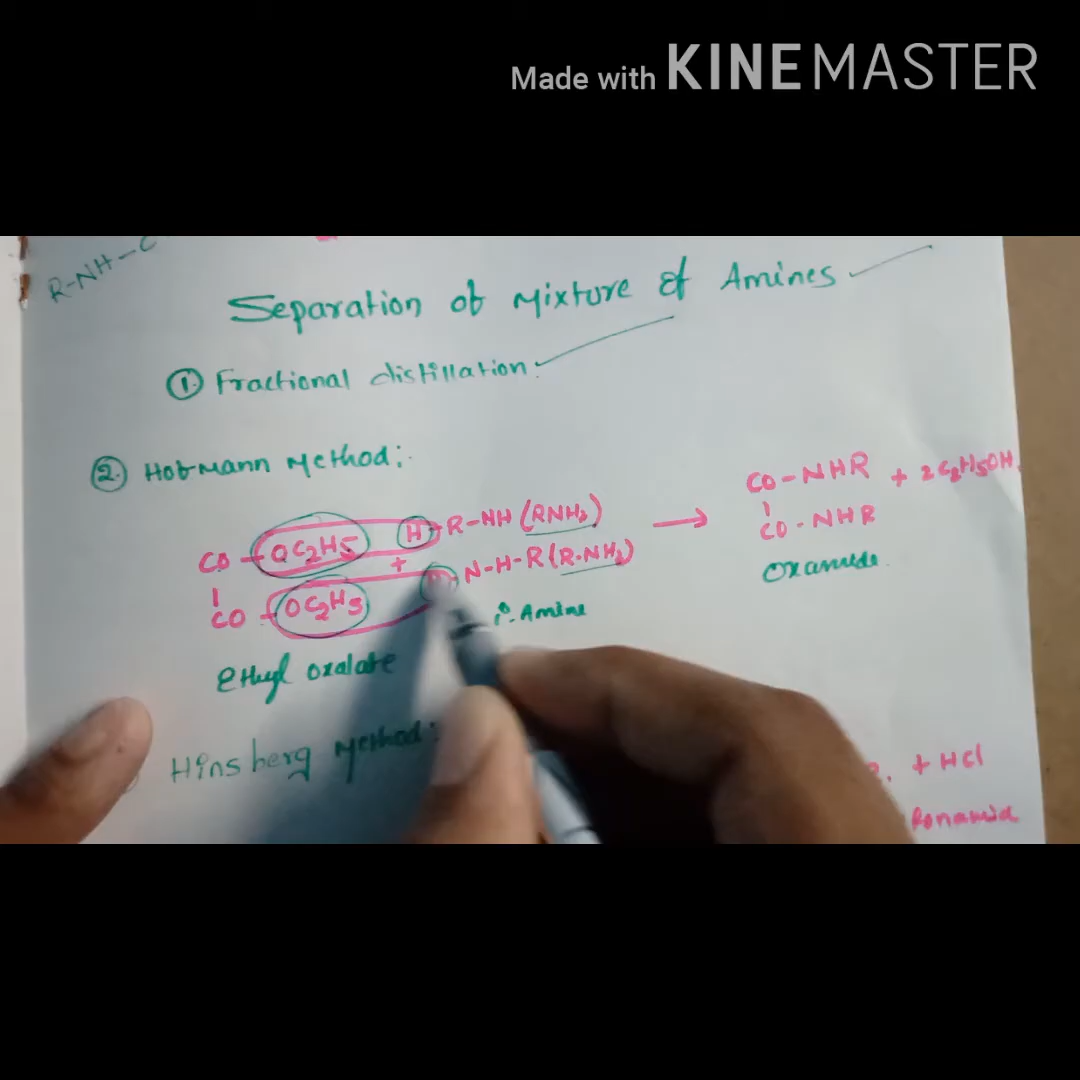 Made with KINEMASTER
R-NH-C
Separation of Mixture of Amines
1. Fractional distillation.
2. Hofmann Method:
CO-OC2H5 H-R-NH (RNH2) → CO-NHR + 2C2H5OH.
+
CO-OC2H5 N-H-R (R-NH2) CO-NHR
1° Amine
Oxamide.
Ethyl oxalate
Hinsberg Method:
+ HCl